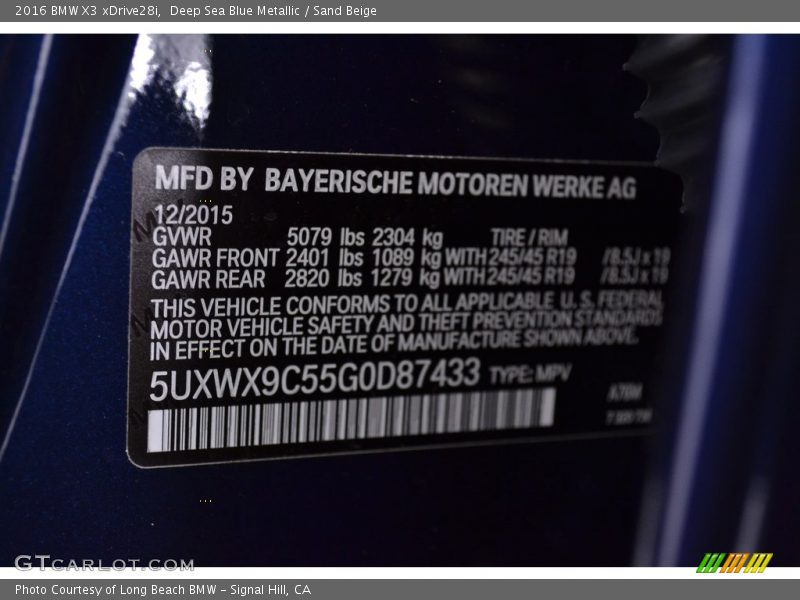 2016 BMW X3 xDrive28i, Deep Sea Blue Metallic / Sand Beige
MFD BY BAYERISCHE MOTOREN WERKE AG
12/2015
GVWR 5079 lbs 2304 kg TIRE / RIM
GAWR FRONT 2401 lbs 1089 kg WITH 245/45 R19 /8.5J x 19
GAWR REAR 2820 lbs 1279 kg WITH 245/45 R19 /8.5J x 19
THIS VEHICLE CONFORMS TO ALL APPLICABLE U.S. FEDERAL
MOTOR VEHICLE SAFETY AND THEFT PREVENTION STANDARDS
IN EFFECT ON THE DATE OF MANUFACTURE SHOWN ABOVE.
5UXWX9C55G0D87433 TYPE: MPV
A76M
GTCARLOT.COM
Photo Courtesy of Long Beach BMW – Signal Hill, CA